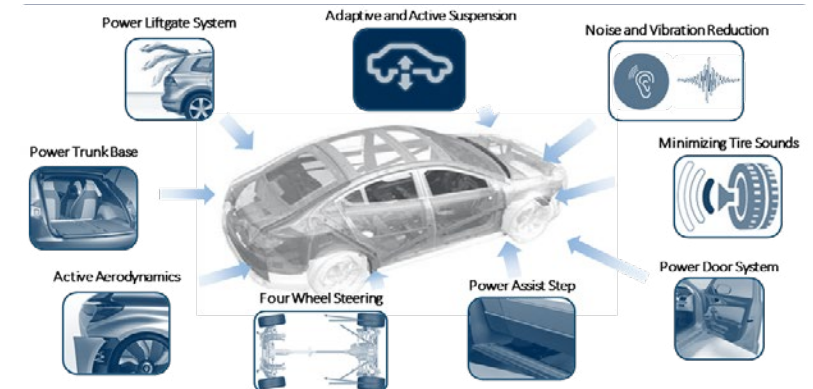 Power Liftgate System
Adaptive and Active Suspension
Noise and Vibration Reduction
Power Trunk Base
Minimizing Tire Sounds
Active Aerodynamics
Four Wheel Steering
Power Assist Step
Power Door System